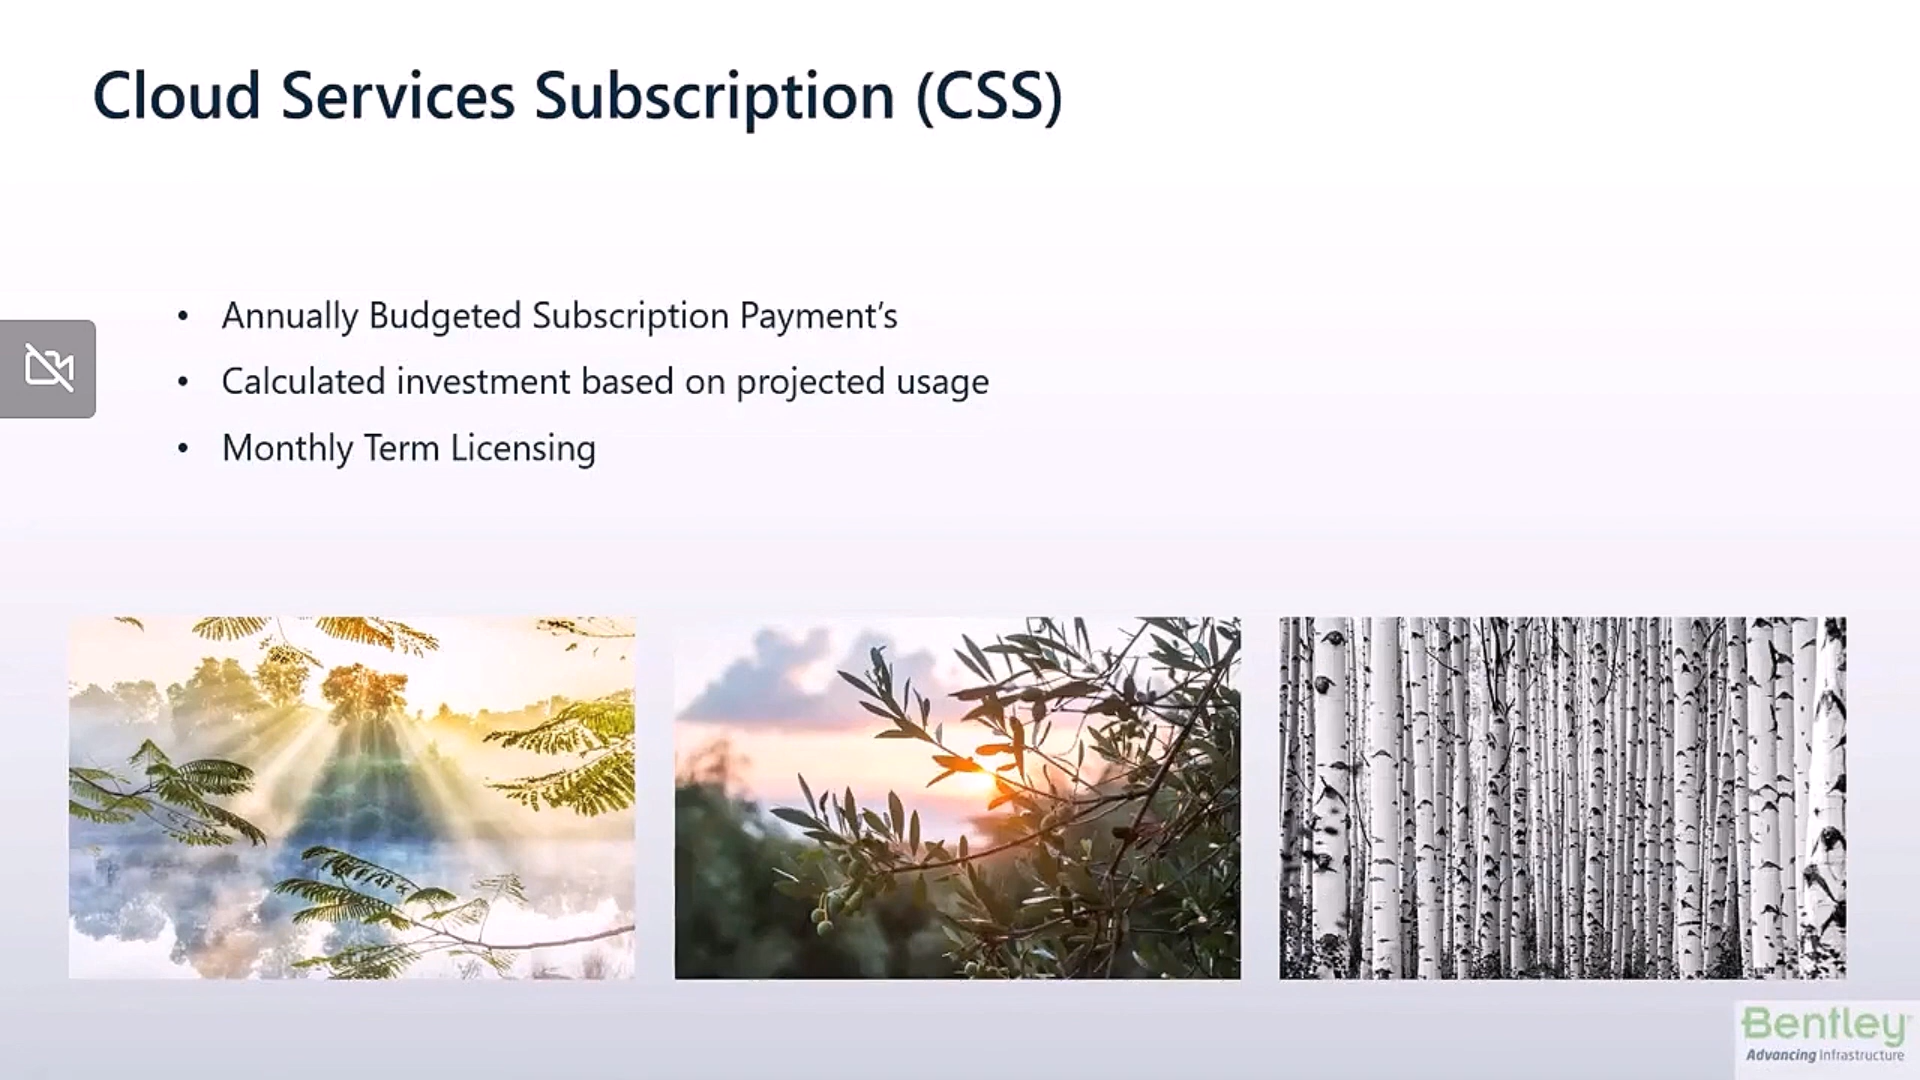 Cloud Services Subscription (CSS)
• Annually Budgeted Subscription Payment’s
• Calculated investment based on projected usage
• Monthly Term Licensing
Bentley
Advancing Infrastructure